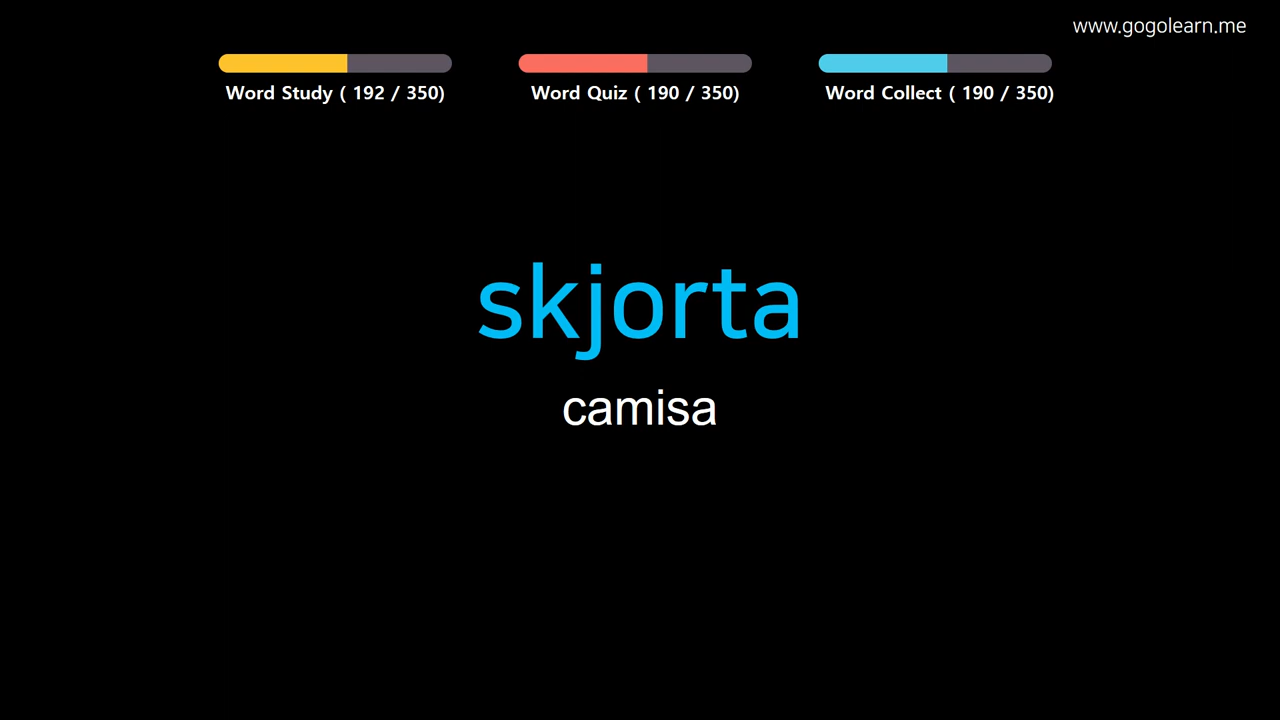 www.gogolearn.me
Word Study ( 192 / 350)
Word Quiz ( 190 / 350)
Word Collect ( 190 / 350)
skjorta
camisa